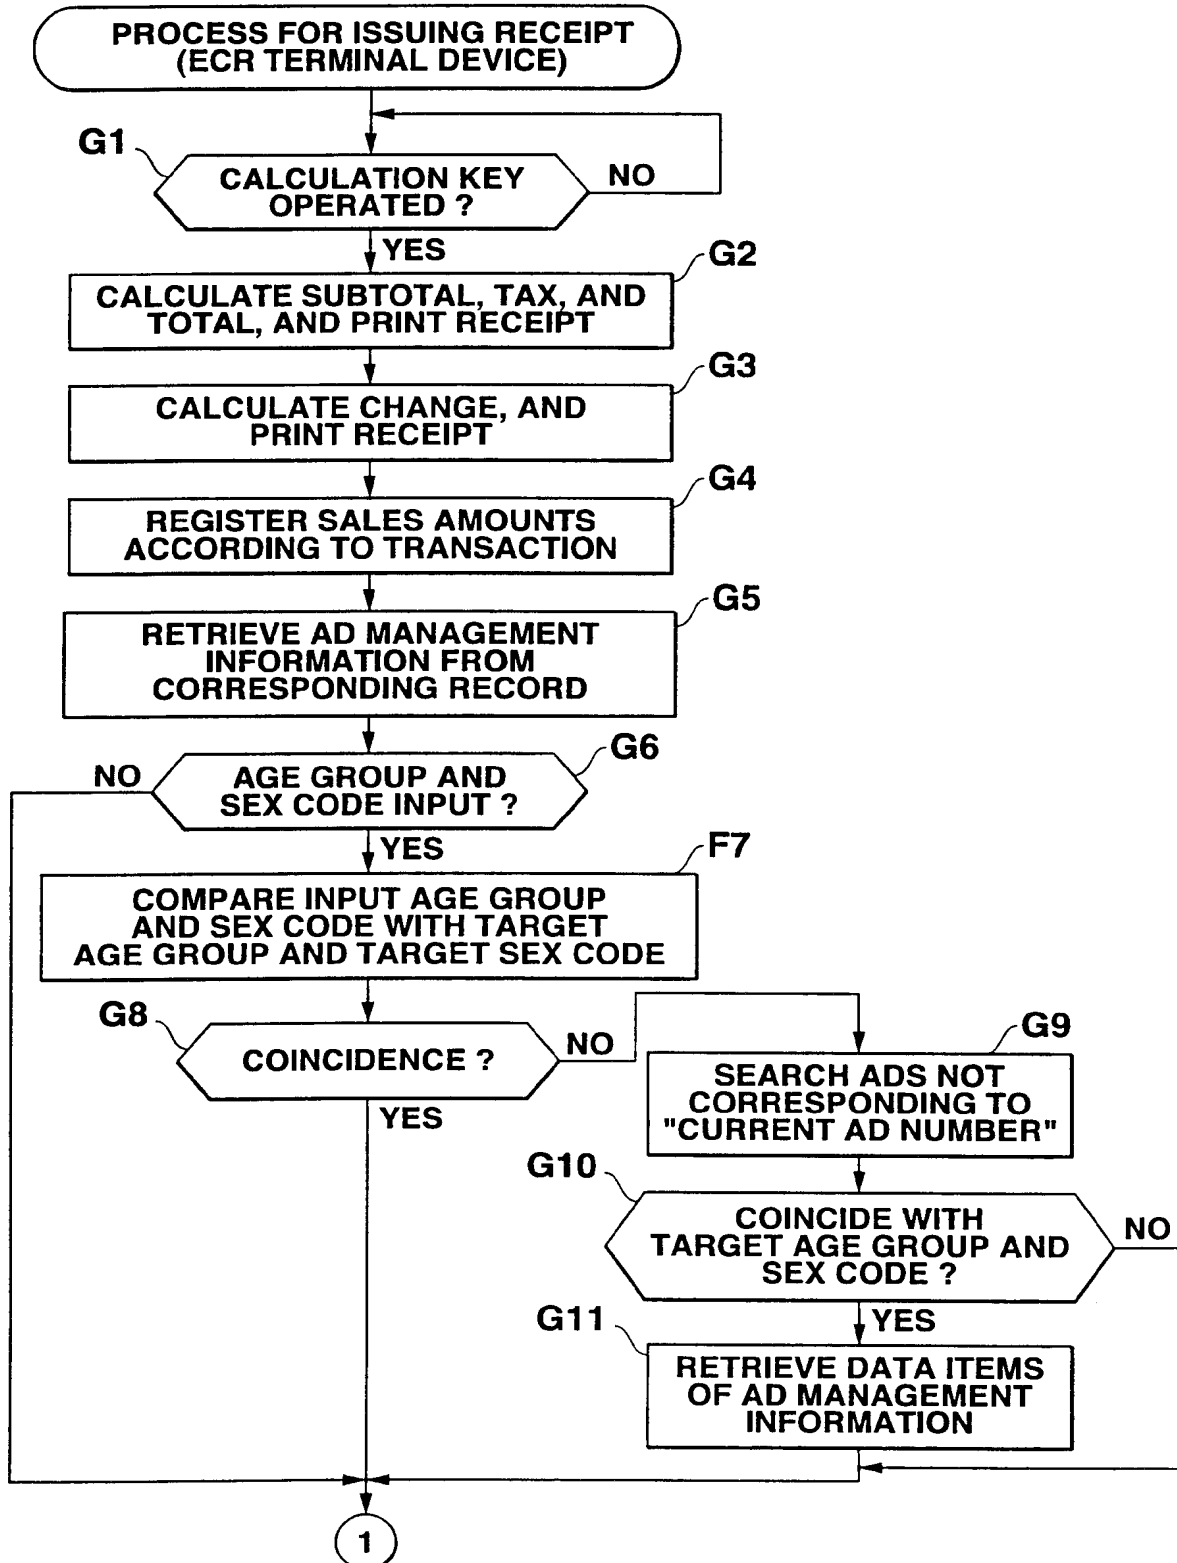 PROCESS FOR ISSUING RECEIPT
(ECR TERMINAL DEVICE)
G1
CALCULATION KEY
OPERATED ?
NO
YES
G2
CALCULATE SUBTOTAL, TAX, AND
TOTAL, AND PRINT RECEIPT
G3
CALCULATE CHANGE, AND
PRINT RECEIPT
G4
REGISTER SALES AMOUNTS
ACCORDING TO TRANSACTION
G5
RETRIEVE AD MANAGEMENT
INFORMATION FROM
CORRESPONDING RECORD
G6
NO
AGE GROUP AND
SEX CODE INPUT ?
YES
F7
COMPARE INPUT AGE GROUP
AND SEX CODE WITH TARGET
AGE GROUP AND TARGET SEX CODE
G8
COINCIDENCE ?
NO
YES
G9
SEARCH ADS NOT
CORRESPONDING TO
"CURRENT AD NUMBER"
G10
COINCIDE WITH
TARGET AGE GROUP AND
SEX CODE ?
NO
YES
G11
RETRIEVE DATA ITEMS
OF AD MANAGEMENT
INFORMATION
1